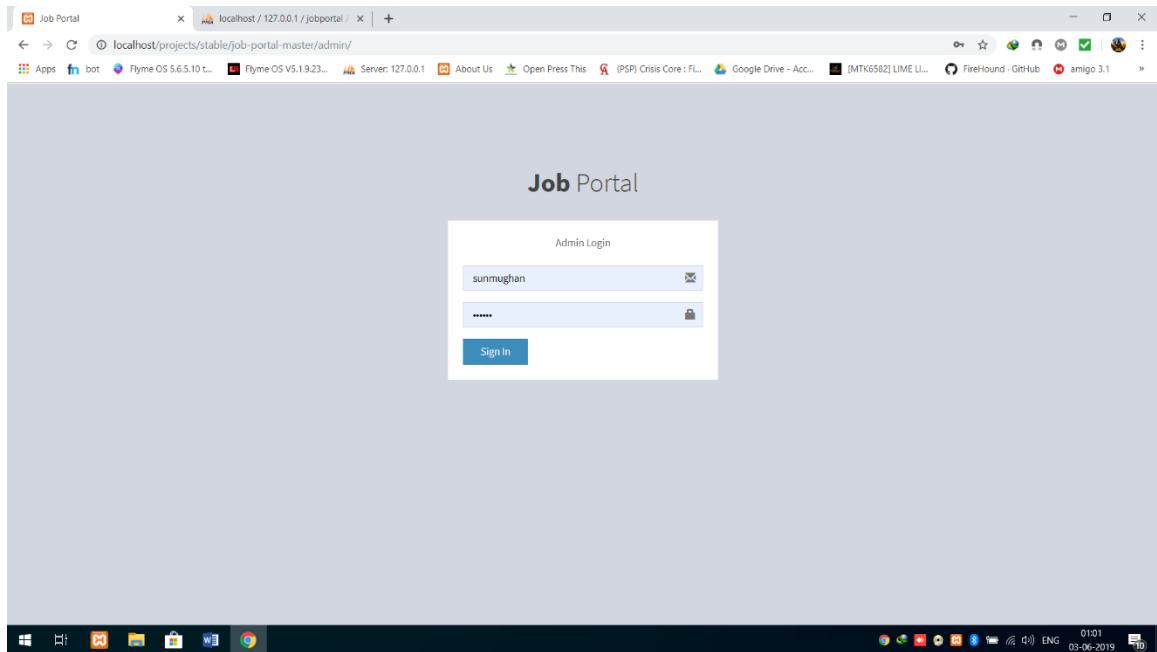 Job Portal
localhost / 127.0.0.1 / jobportal /
localhost/projects/stable/job-portal-master/admin/
Apps
bot
Flyme OS 5.6.5.10 t...
Flyme OS V5.1.9.23...
Server: 127.0.0.1
About Us
Open Press This
(PSP) Crisis Core : Fi...
Google Drive - Acc...
[MTK6582] LIME LI...
FireHound · GitHub
amigo 3.1
»
Job Portal
Admin Login
sunmughan
••••••
Sign In
ENG
01:01
03-06-2019
10